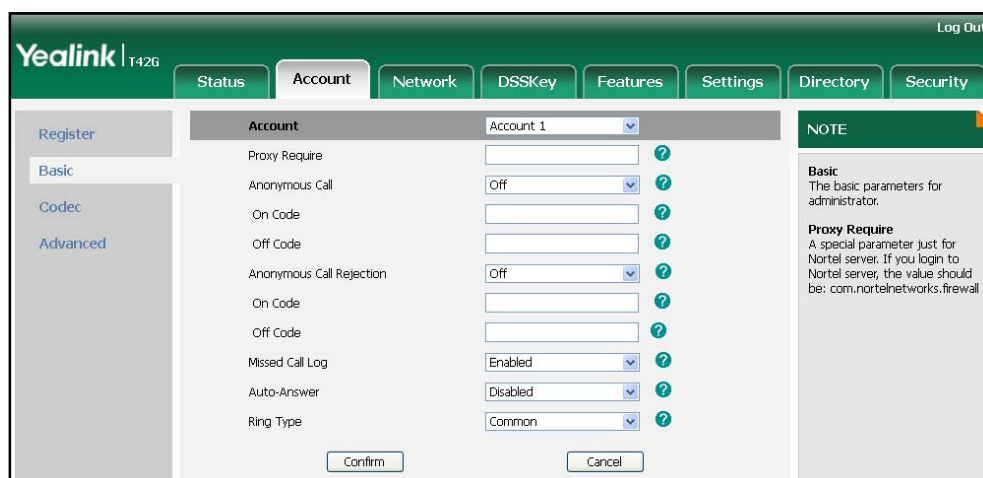 Log Out
Yealink T42G
Status Account Network DSSKey Features Settings Directory Security
Register
Basic
Codec
Advanced
Account Account 1
Proxy Require
Anonymous Call Off
On Code
Off Code
Anonymous Call Rejection Off
On Code
Off Code
Missed Call Log Enabled
Auto-Answer Disabled
Ring Type Common
Confirm Cancel
NOTE
Basic
The basic parameters for
administrator.
Proxy Require
A special parameter just for
Nortel server. If you login to
Nortel server, the value should
be: com.nortelnetworks.firewall